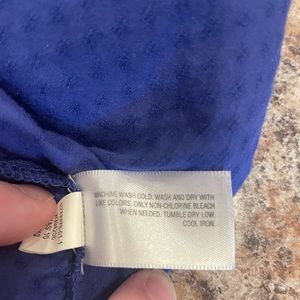 MACHINE WASH COLD. WASH AND DRY WITH
LIKE COLORS. ONLY NON-CHLORINE BLEACH
WHEN NEEDED. TUMBLE DRY LOW.
COOL IRON.